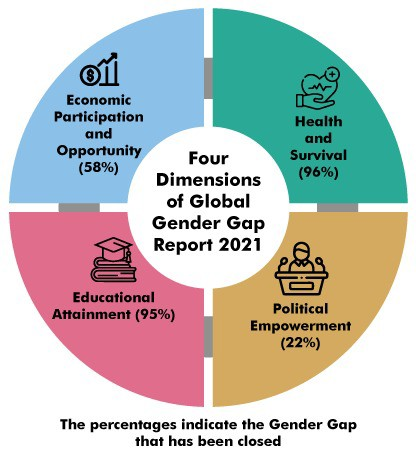 Economic
Participation
and
Opportunity
(58%)
Health
and
Survival
(96%)
Four
Dimensions
of Global
Gender Gap
Report 2021
Educational
Attainment (95%)
Political
Empowerment
(22%)
The percentages indicate the Gender Gap
that has been closed